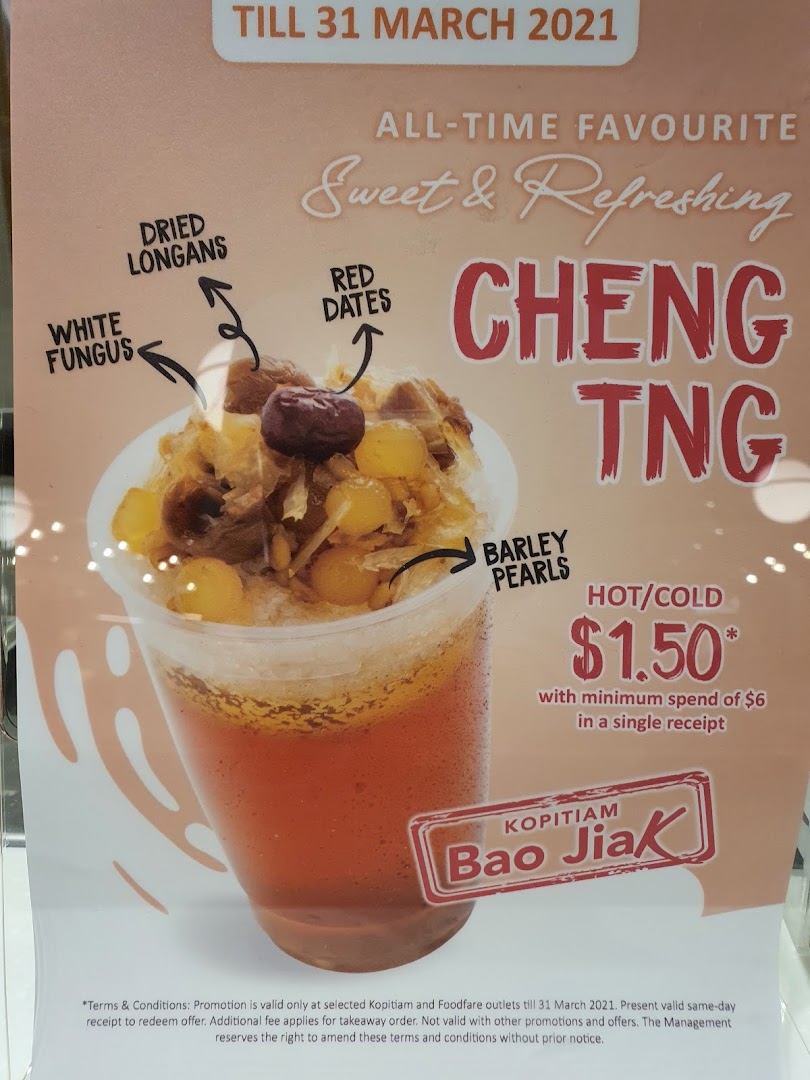 TILL 31 MARCH 2021
ALL-TIME FAVOURITE
Sweet & Refreshing
CHENG
TNG
DRIED
LONGANS
RED
DATES
WHITE
FUNGUS
BARLEY
PEARLS
HOT/COLD
$1.50*
with minimum spend of $6
in a single receipt
KOPITIAM
Bao Jiak
*Terms & Conditions: Promotion is valid only at selected Kopitiam and Foodfare outlets till 31 March 2021. Present valid same-day
receipt to redeem offer. Additional fee applies for takeaway order. Not valid with other promotions and offers. The Management
reserves the right to amend these terms and conditions without prior notice.